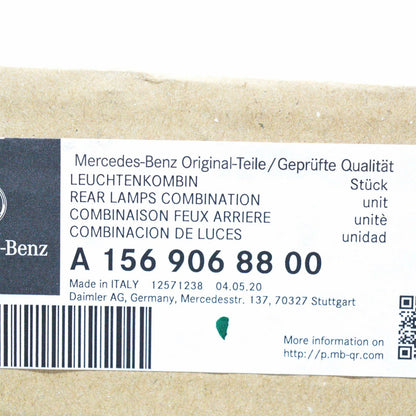 Mercedes-Benz Original-Teile/Geprüfte Qualität
LEUCHTENKOMBIN Stück
REAR LAMPS COMBINATION unit
COMBINAISON FEUX ARRIERE unitè
COMBINACION DE LUCES unidad
-Benz
A 156 906 88 00
Made in ITALY 12571238 04.05.20
Daimler AG, Germany, Mercedesstr. 137, 70327 Stuttgart
More information on
http://p.mb-qr.com